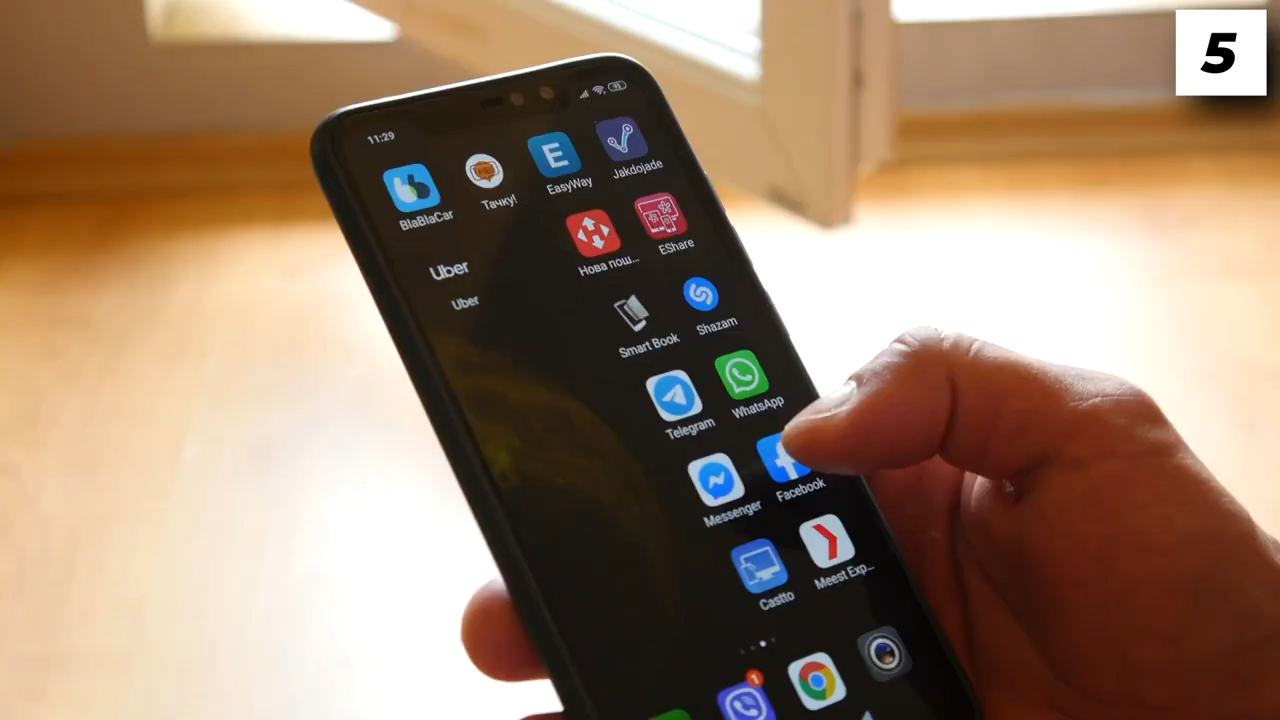 5
11:29
BlaBlaCar
Тачку!
E
EasyWay
Jakdojade
Нова пош...
EShare
Uber
Uber
Smart Book
Shazam
Telegram
WhatsApp
Messenger
Facebook
Castto
Meest Exp...
1